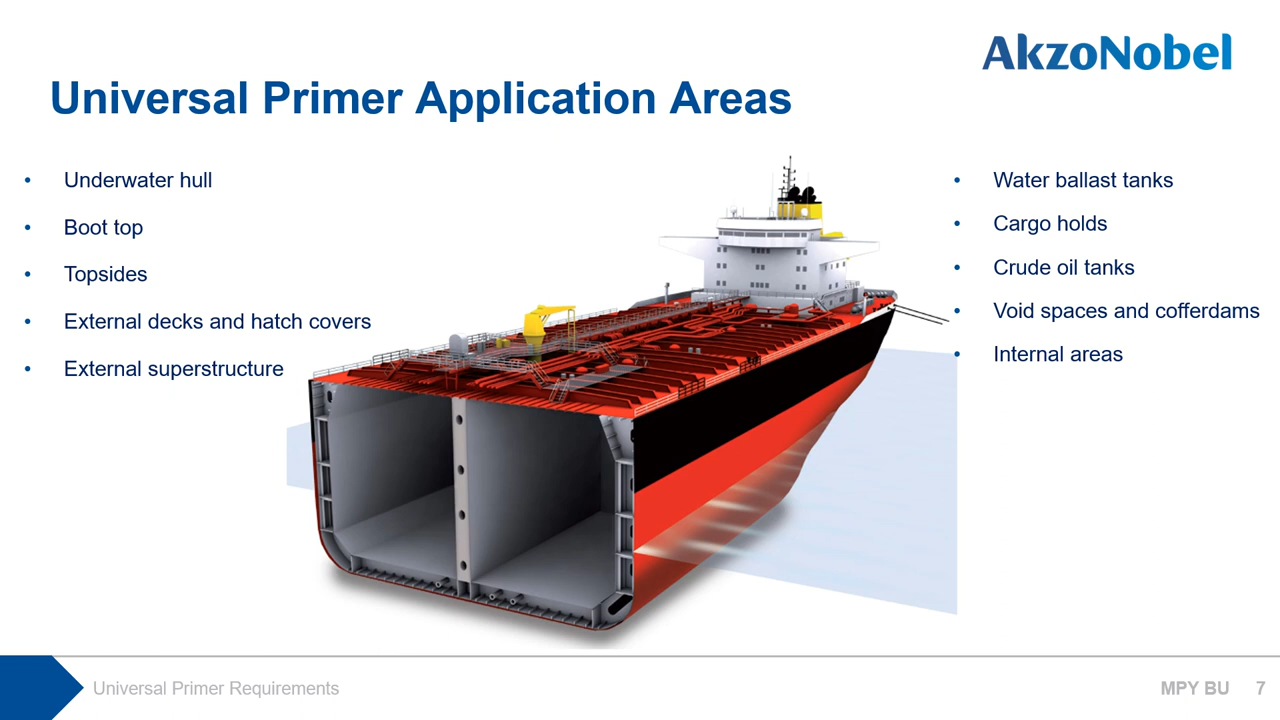 AkzoNobel
Universal Primer Application Areas
• Underwater hull
• Boot top
• Topsides
• External decks and hatch covers
• External superstructure
• Water ballast tanks
• Cargo holds
• Crude oil tanks
• Void spaces and cofferdams
• Internal areas
Universal Primer Requirements
MPY BU 7